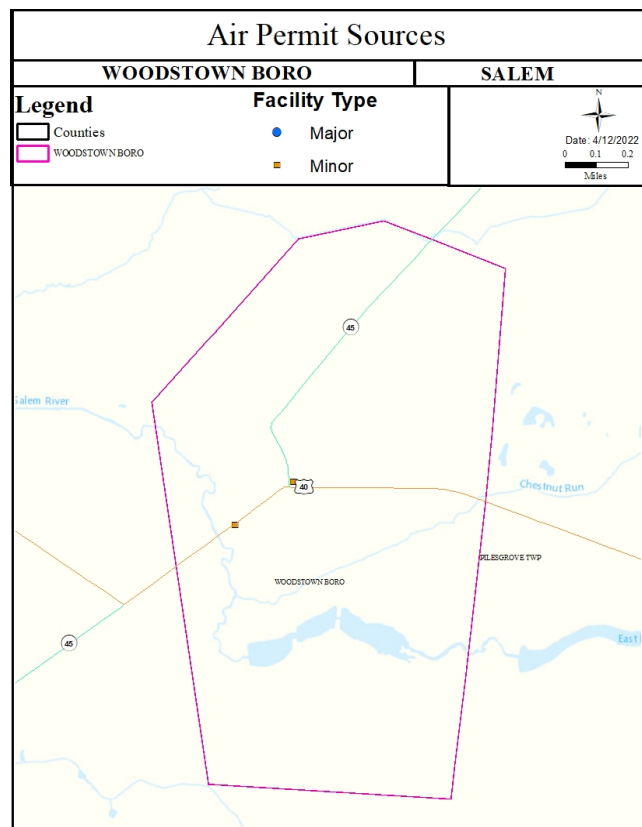 Air Permit Sources
WOODSTOWN BORO
SALEM
Legend
Counties
WOODSTOWN BORO
Facility Type
Major
Minor
N
Date: 4/12/2022
0 0.1 0.2
Miles
45
Salem River
40
Chestnut Run
PILESGROVE TWP
WOODSTOWN BORO
45